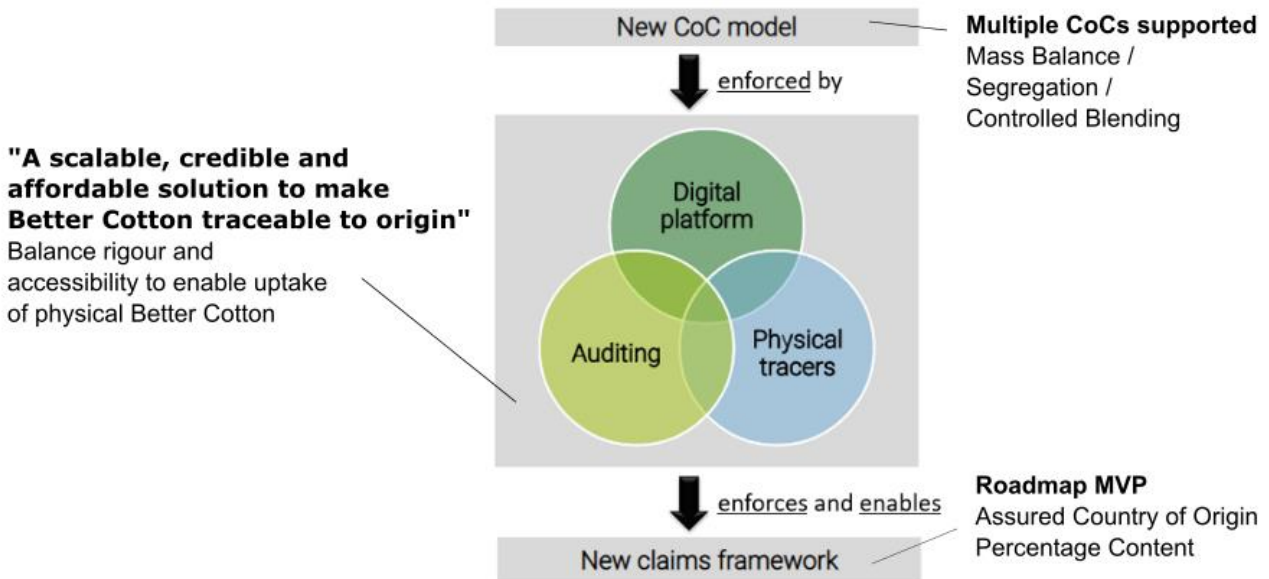 New CoC model
Multiple CoCs supported
Mass Balance /
Segregation /
Controlled Blending
enforced by
"A scalable, credible and
affordable solution to make
Better Cotton traceable to origin"
Balance rigour and
accessibility to enable uptake
of physical Better Cotton
Digital
platform
Auditing
Physical
tracers
enforces and enables
New claims framework
Roadmap MVP
Assured Country of Origin
Percentage Content